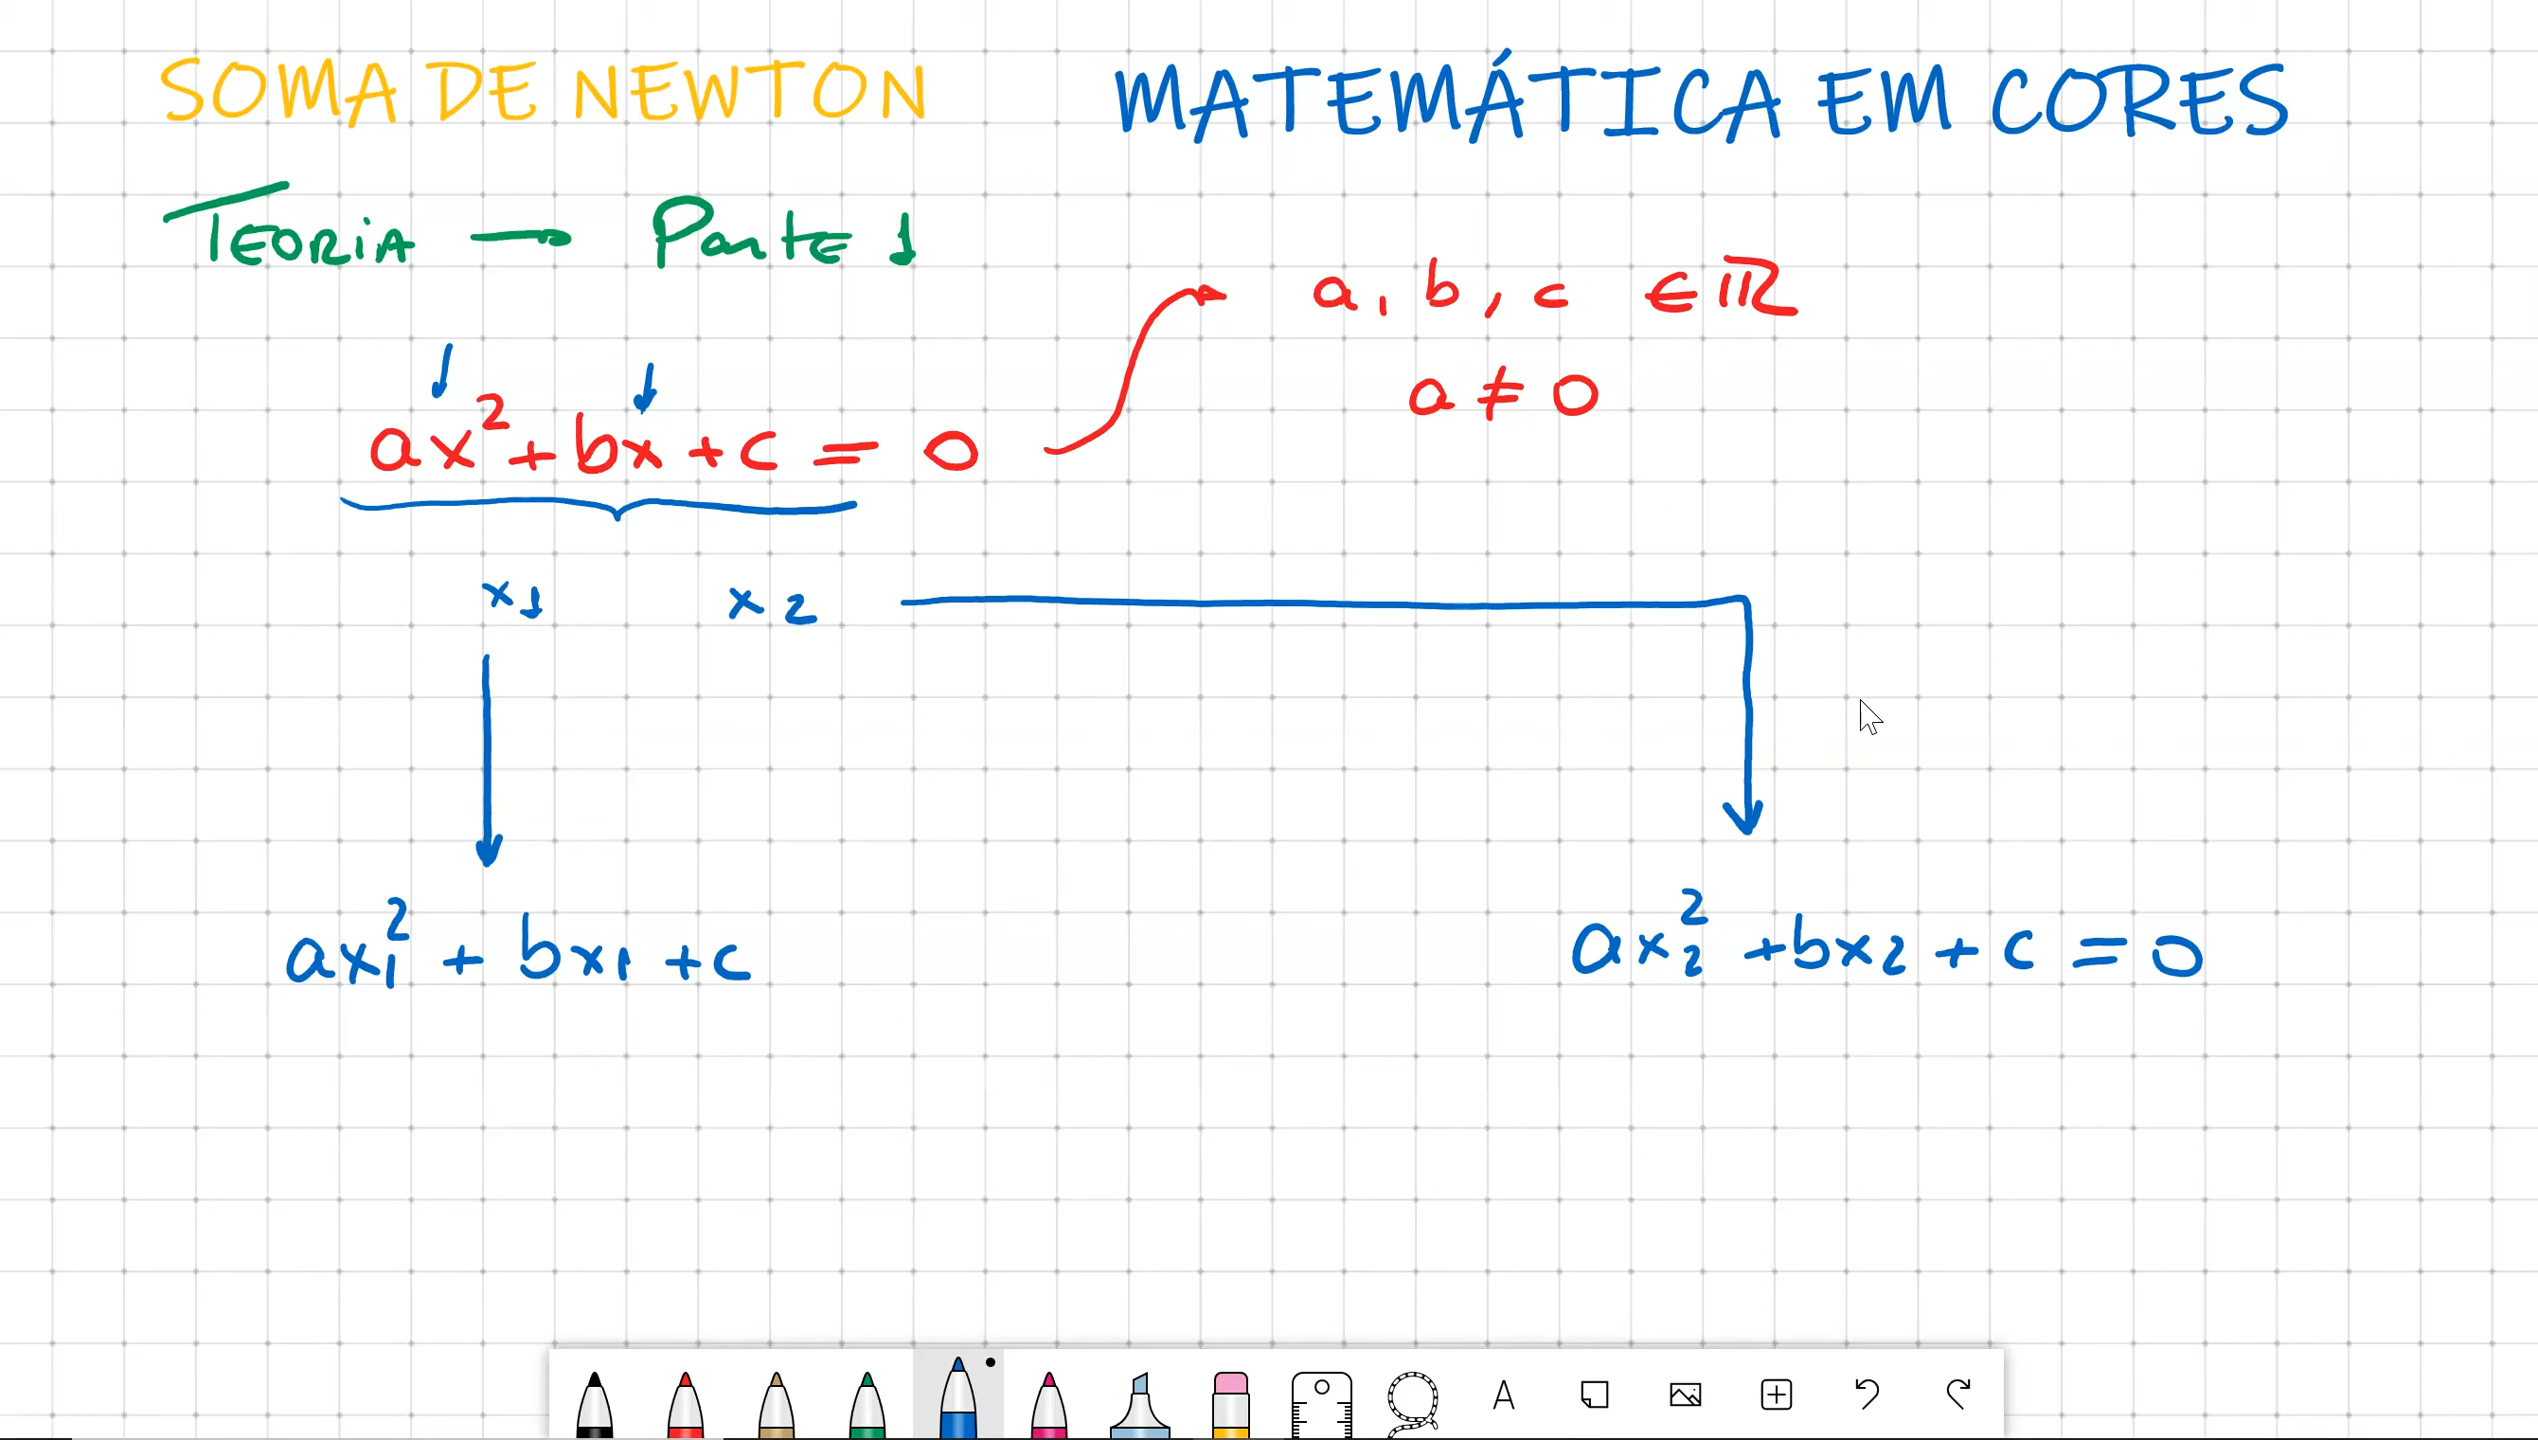 SOMA DE NEWTON MATEMÁTICA EM CORES
TEORIA → Parte 1
a, b, c ∈ ℝ
a ≠ 0
ax² + bx + c = 0
x₁ x₂
ax₁² + bx₁ + c
ax₂² + bx₂ + c = 0